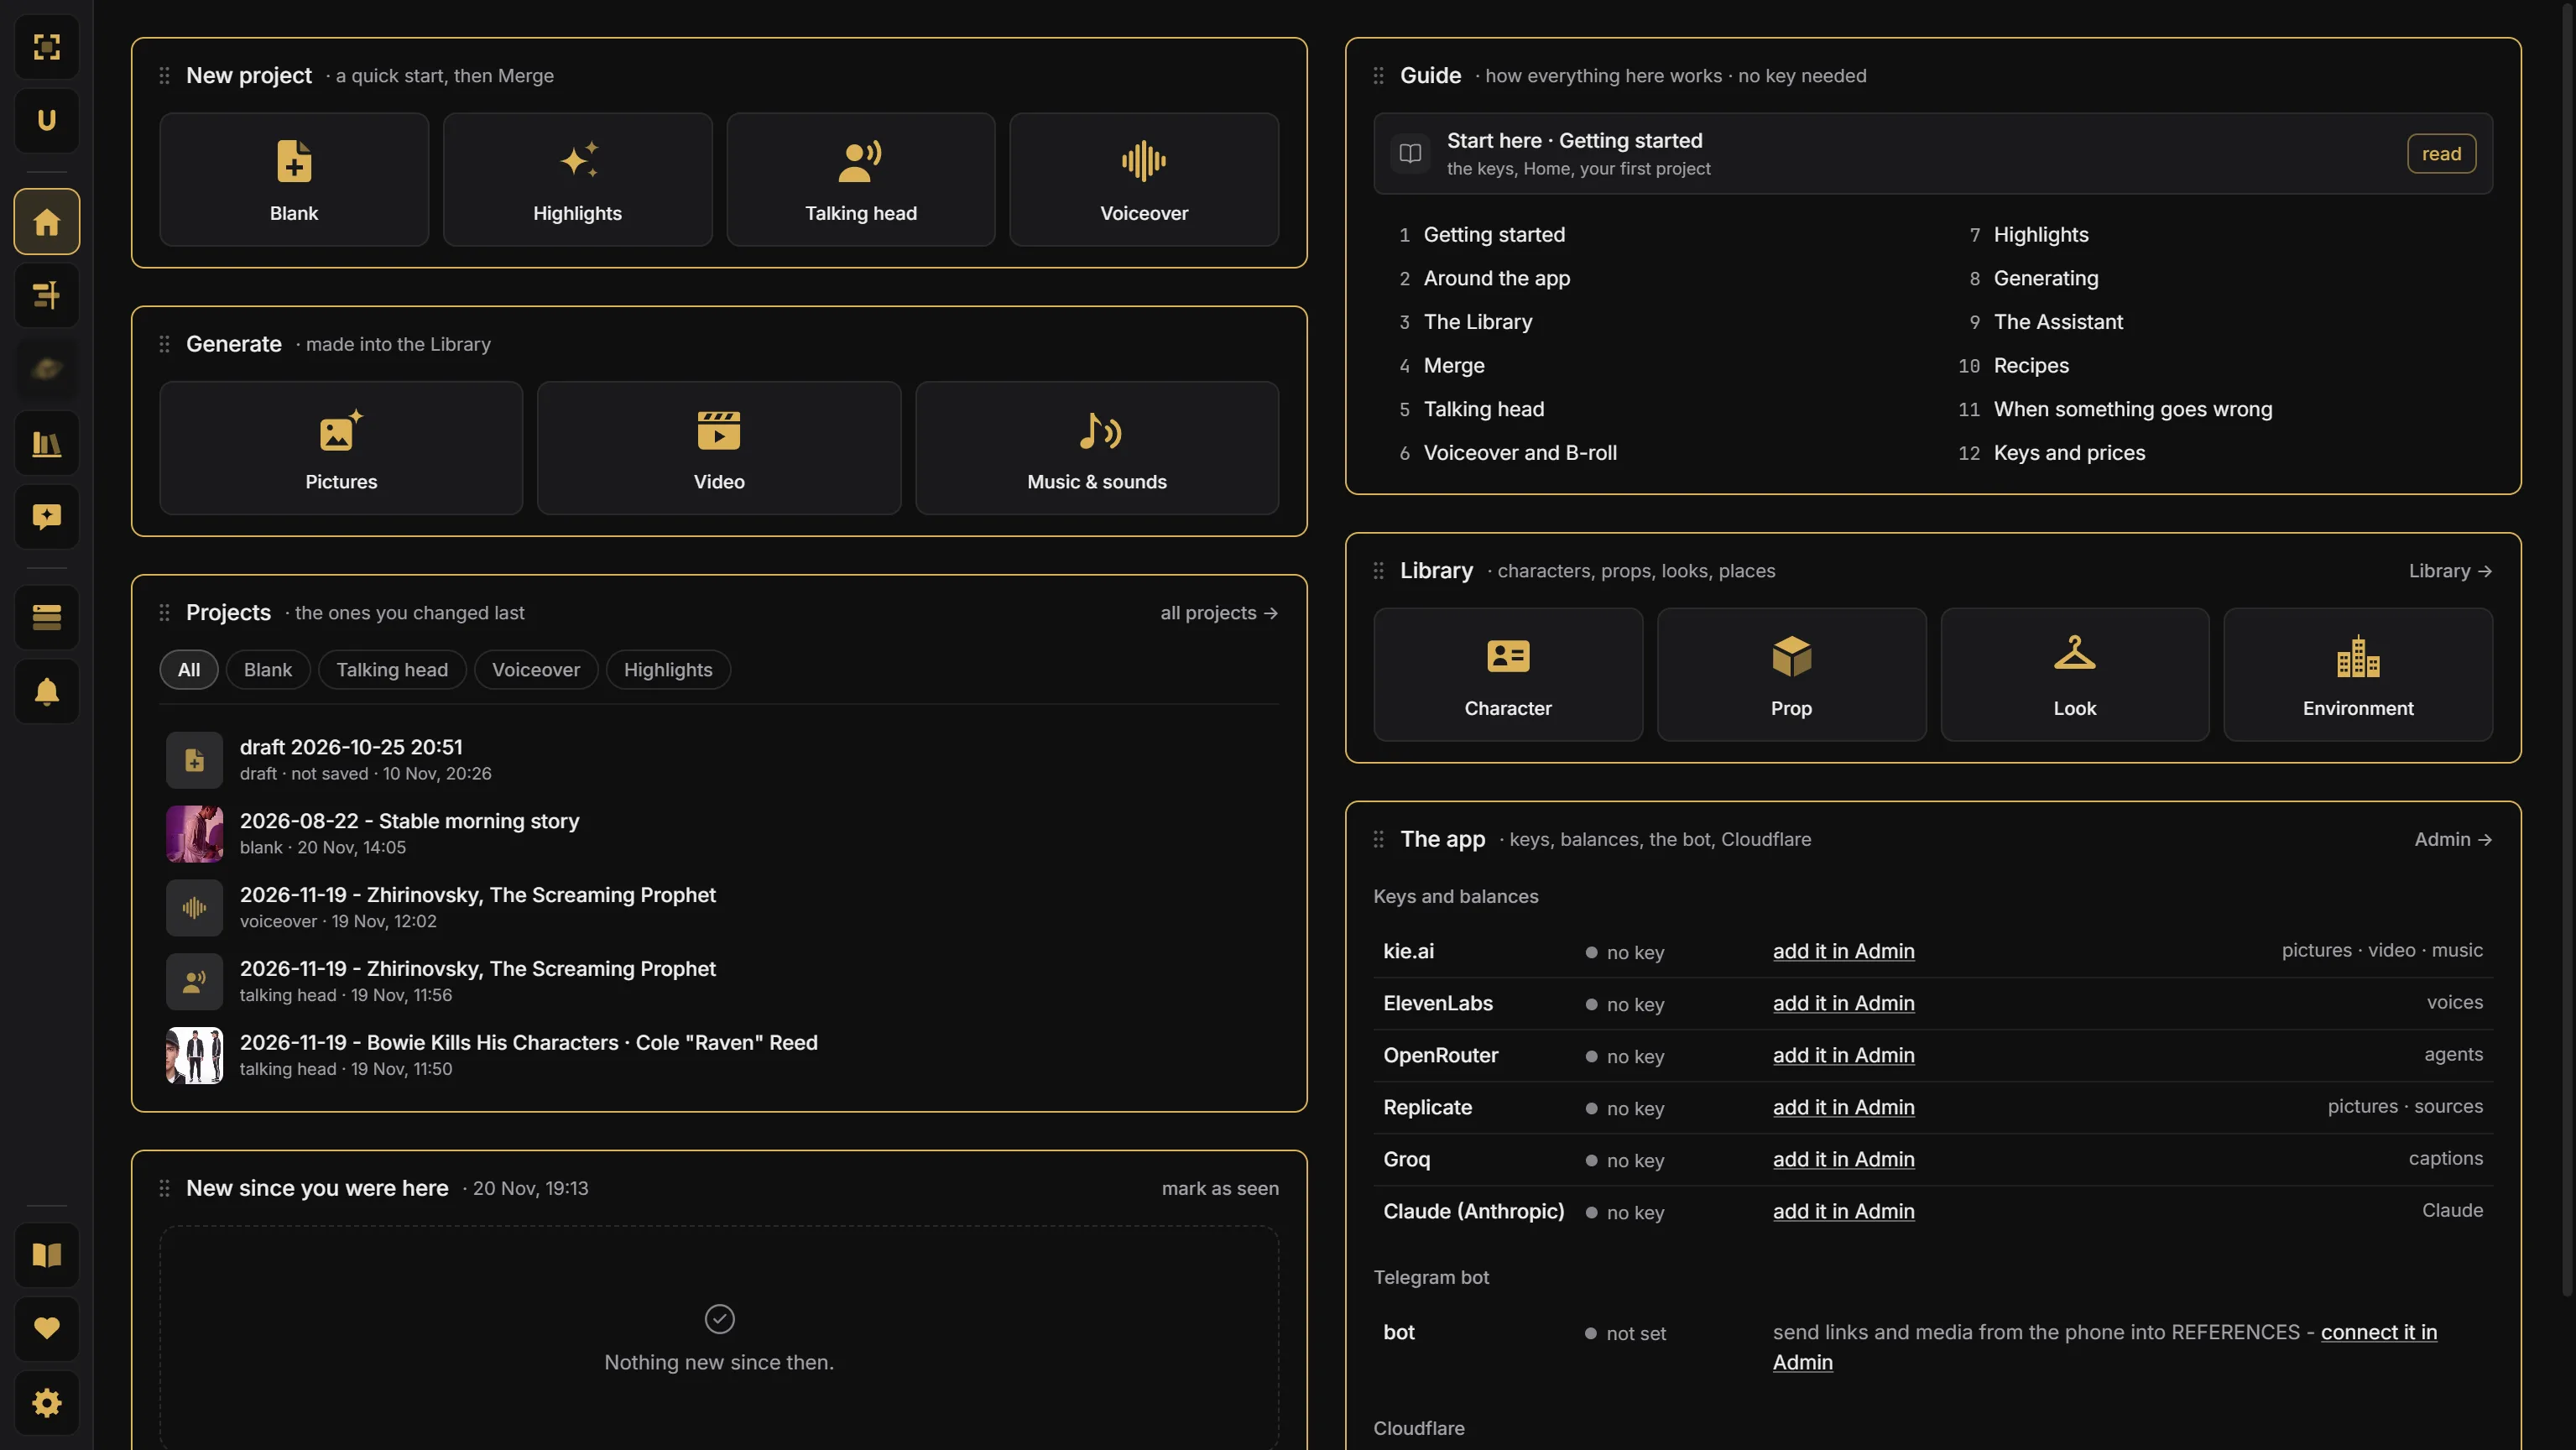 U
New project · a quick start, then Merge
Blank
Highlights
Talking head
Voiceover
Generate · made into the Library
Pictures
Video
Music & sounds
Projects · the ones you changed last
all projects →
All
Blank
Talking head
Voiceover
Highlights
draft 2026-10-25 20:51
draft · not saved · 10 Nov, 20:26
2026-08-22 - Stable morning story
blank · 20 Nov, 14:05
2026-11-19 - Zhirinovsky, The Screaming Prophet
voiceover · 19 Nov, 12:02
2026-11-19 - Zhirinovsky, The Screaming Prophet
talking head · 19 Nov, 11:56
2026-11-19 - Bowie Kills His Characters · Cole "Raven" Reed
talking head · 19 Nov, 11:50
New since you were here · 20 Nov, 19:13
mark as seen
Nothing new since then.
Guide · how everything here works · no key needed
Start here · Getting started
the keys, Home, your first project
read
1 Getting started
2 Around the app
3 The Library
4 Merge
5 Talking head
6 Voiceover and B-roll
7 Highlights
8 Generating
9 The Assistant
10 Recipes
11 When something goes wrong
12 Keys and prices
Library · characters, props, looks, places
Library →
Character
Prop
Look
Environment
The app · keys, balances, the bot, Cloudflare
Admin →
Keys and balances
kie.ai no key add it in Admin pictures · video · music
ElevenLabs no key add it in Admin voices
OpenRouter no key add it in Admin agents
Replicate no key add it in Admin pictures · sources
Groq no key add it in Admin captions
Claude (Anthropic) no key add it in Admin Claude
Telegram bot
bot not set send links and media from the phone into REFERENCES - connect it in
Admin
Cloudflare